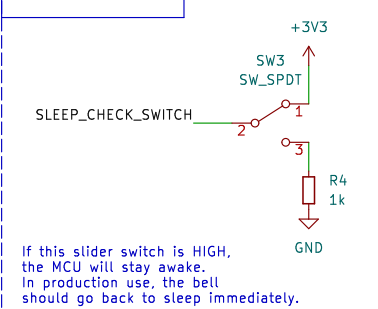 +3V3
SW3
SW_SPDT
SLEEP_CHECK_SWITCH
1
2
3
R4
1k
GND
If this slider switch is HIGH,
the MCU will stay awake.
In production use, the bell
should go back to sleep immediately.